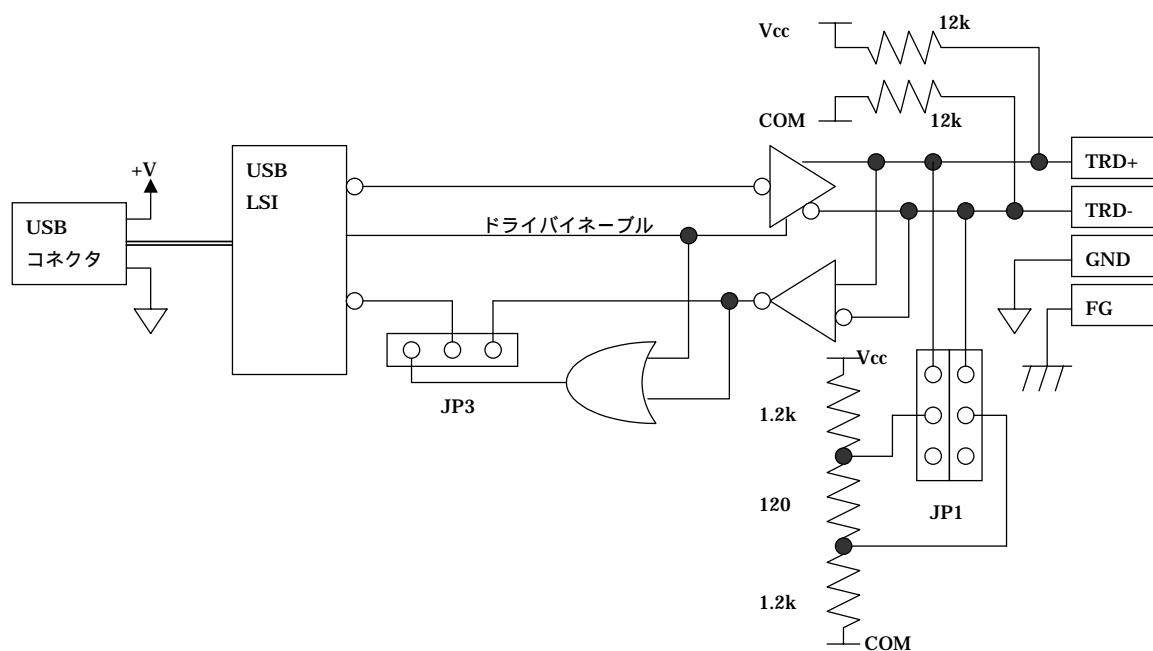 Vcc
12k
COM
12k
+V
USB
コネクタ
USB
LSI
ドライバイネーブル
TRD+
TRD-
GND
FG
JP3
Vcc
1.2k
120
1.2k
COM
JP1